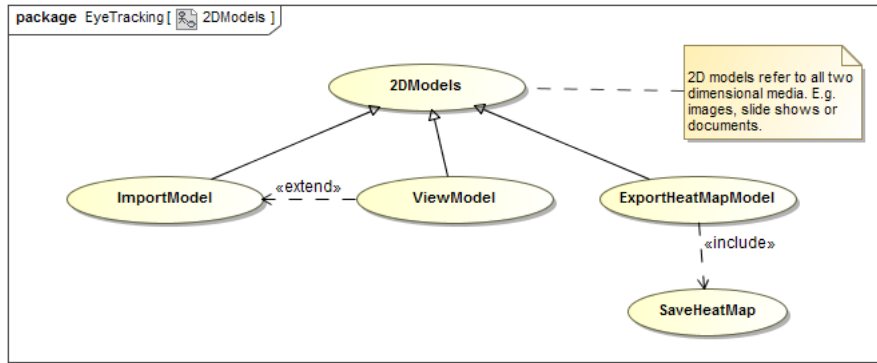 package EyeTracking [ 2DModels ]
2DModels
2D models refer to all two
dimensional media. E.g.
images, slide shows or
documents.
«extend»
ImportModel
ViewModel
ExportHeatMapModel
«include»
SaveHeatMap